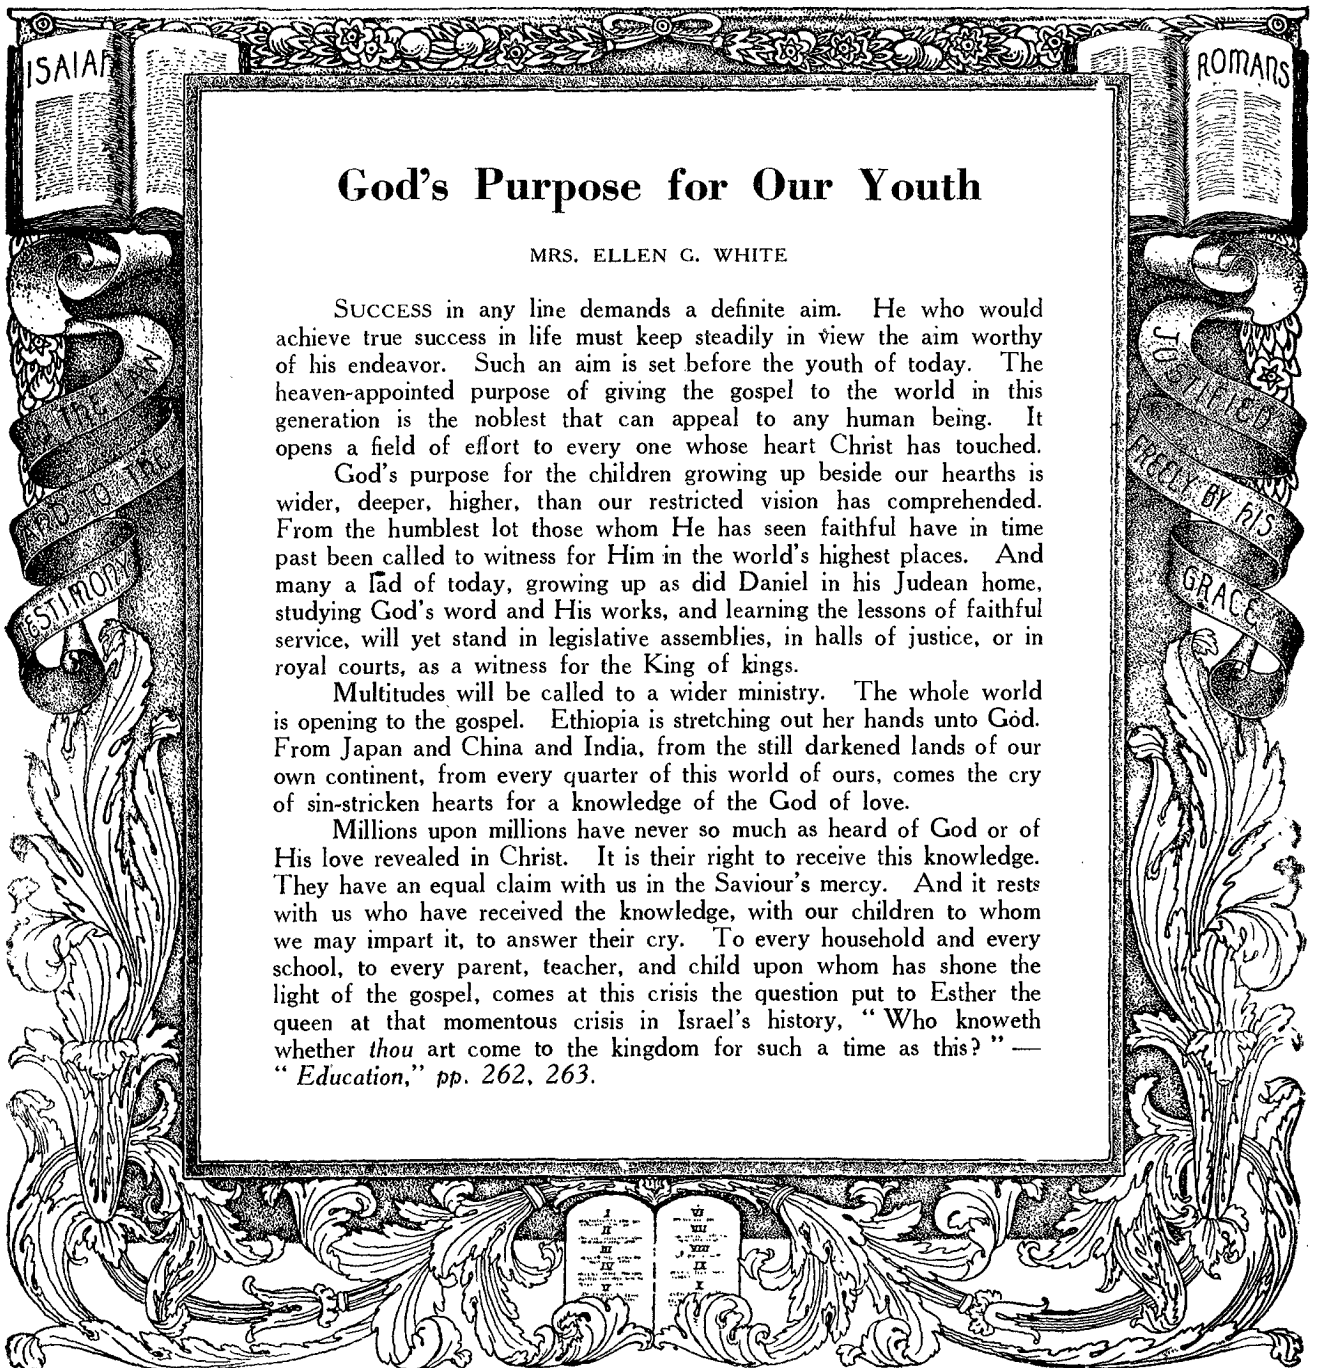 ISAIAH
ROMANS
God's Purpose for Our Youth
MRS. ELLEN G. WHITE
SUCCESS in any line demands a definite aim. He who would
achieve true success in life must keep steadily in view the aim worthy
of his endeavor. Such an aim is set before the youth of today. The
heaven-appointed purpose of giving the gospel to the world in this
generation is the noblest that can appeal to any human being. It
opens a field of effort to every one whose heart Christ has touched.
God's purpose for the children growing up beside our hearths is
wider, deeper, higher, than our restricted vision has comprehended.
From the humblest lot those whom He has seen faithful have in time
past been called to witness for Him in the world's highest places. And
many a lad of today, growing up as did Daniel in his Judean home,
studying God's word and His works, and learning the lessons of faithful
service, will yet stand in legislative assemblies, in halls of justice, or in
royal courts, as a witness for the King of kings.
Multitudes will be called to a wider ministry. The whole world
is opening to the gospel. Ethiopia is stretching out her hands unto God.
From Japan and China and India, from the still darkened lands of our
own continent, from every quarter of this world of ours, comes the cry
of sin-stricken hearts for a knowledge of the God of love.
Millions upon millions have never so much as heard of God or of
His love revealed in Christ. It is their right to receive this knowledge.
They have an equal claim with us in the Saviour's mercy. And it rests
with us who have received the knowledge, with our children to whom
we may impart it, to answer their cry. To every household and every
school, to every parent, teacher, and child upon whom has shone the
light of the gospel, comes at this crisis the question put to Esther the
queen at that momentous crisis in Israel's history, " Who knoweth
whether thou art come to the kingdom for such a time as this? " —
" Education," pp. 262, 263.
TO THE LAW
AND TO THE
TESTIMONY
JUSTIFIED
FREELY BY HIS
GRACE
I
II
III
IV
V
VI
VII
VIII
IX
X